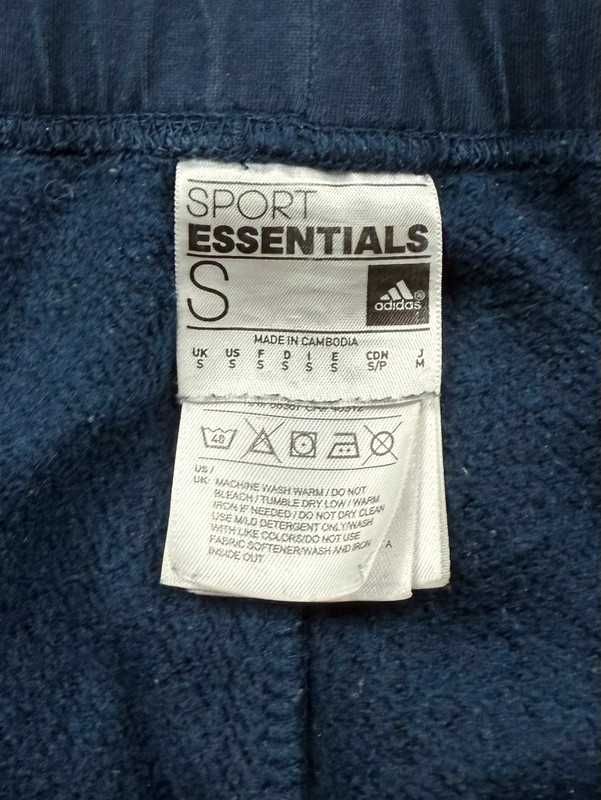 SPORT
ESSENTIALS
S
adidas®
MADE IN CAMBODIA
UK US F D I E CDN J
S S S S S S S/P M
40
US /
UK: MACHINE WASH WARM / DO NOT
BLEACH / TUMBLE DRY LOW / WARM
IRON IF NEEDED / DO NOT DRY CLEAN
USE MILD DETERGENT ONLY/WASH
WITH LIKE COLORS/DO NOT USE
FABRIC SOFTENER/WASH AND IRON
INSIDE OUT
A